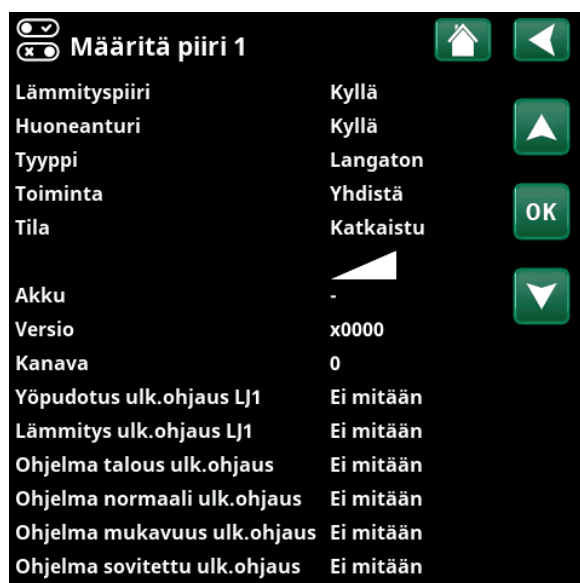 Määritä piiri 1
Lämmityspiiri Kyllä
Huoneanturi Kyllä
Tyyppi Langaton
Toiminta Yhdistä
OK
Tila Katkaistu
Akku -
Versio x0000
Kanava 0
Yöpudotus ulk.ohjaus LJ1 Ei mitään
Lämmitys ulk.ohjaus LJ1 Ei mitään
Ohjelma talous ulk.ohjaus Ei mitään
Ohjelma normaali ulk.ohjaus Ei mitään
Ohjelma mukavuus ulk.ohjaus Ei mitään
Ohjelma sovitettu ulk.ohjaus Ei mitään